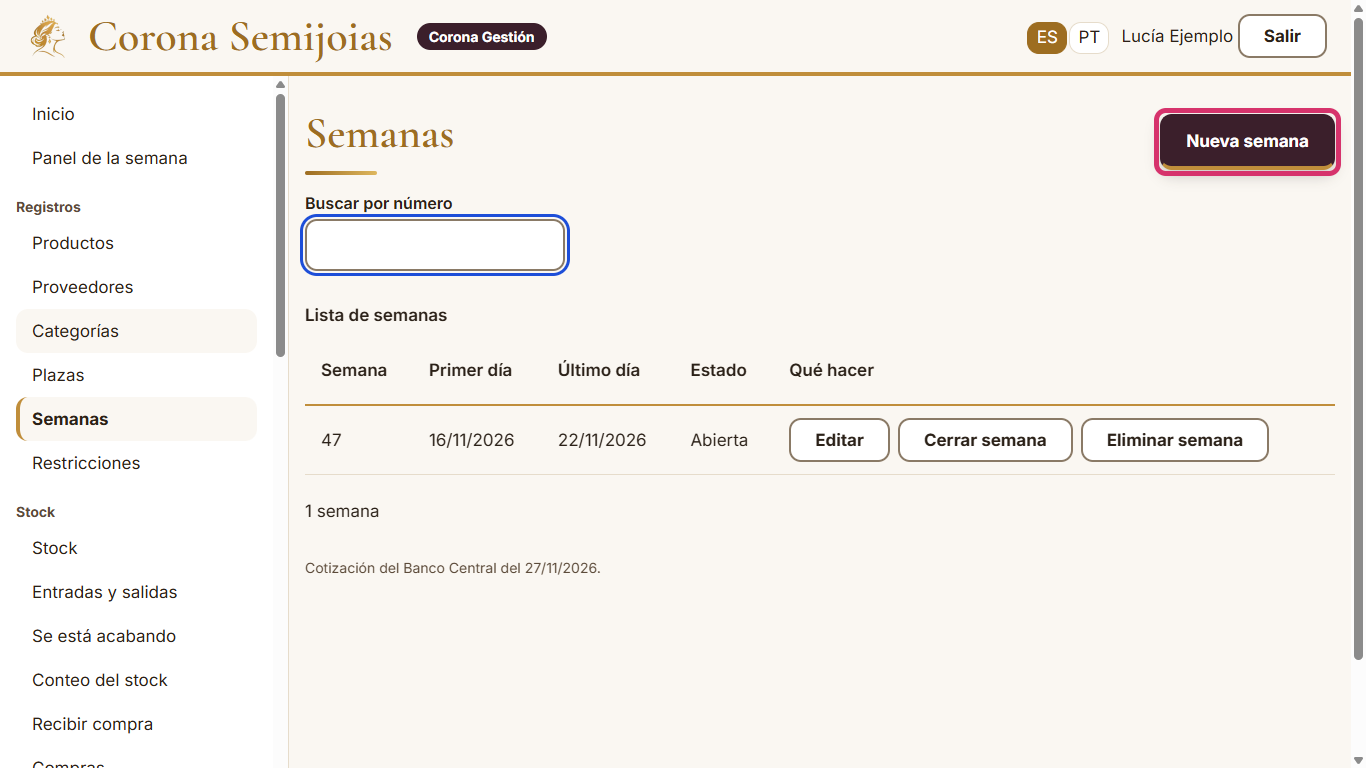 Corona Semijoias
Corona Gestión
ES PT Lucía Ejemplo Salir
Inicio
Panel de la semana
Registros
Productos
Proveedores
Categorías
Plazas
Semanas
Restricciones
Stock
Stock
Entradas y salidas
Se está acabando
Conteo del stock
Recibir compra
Compras
Semanas
Nueva semana
Buscar por número
Lista de semanas
Semana Primer día Último día Estado Qué hacer
47 16/11/2026 22/11/2026 Abierta Editar Cerrar semana Eliminar semana
1 semana
Cotización del Banco Central del 27/11/2026.